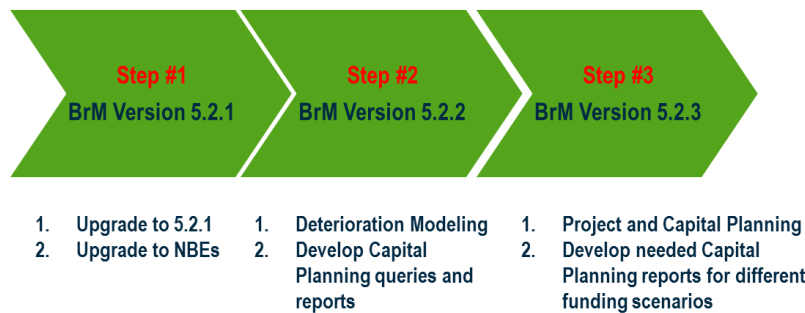 Step #1
BrM Version 5.2.1
Step #2
BrM Version 5.2.2
Step #3
BrM Version 5.2.3
1. Upgrade to 5.2.1
2. Upgrade to NBEs
1. Deterioration Modeling
2. Develop Capital
Planning queries and
reports
1. Project and Capital Planning
2. Develop needed Capital
Planning reports for different
funding scenarios